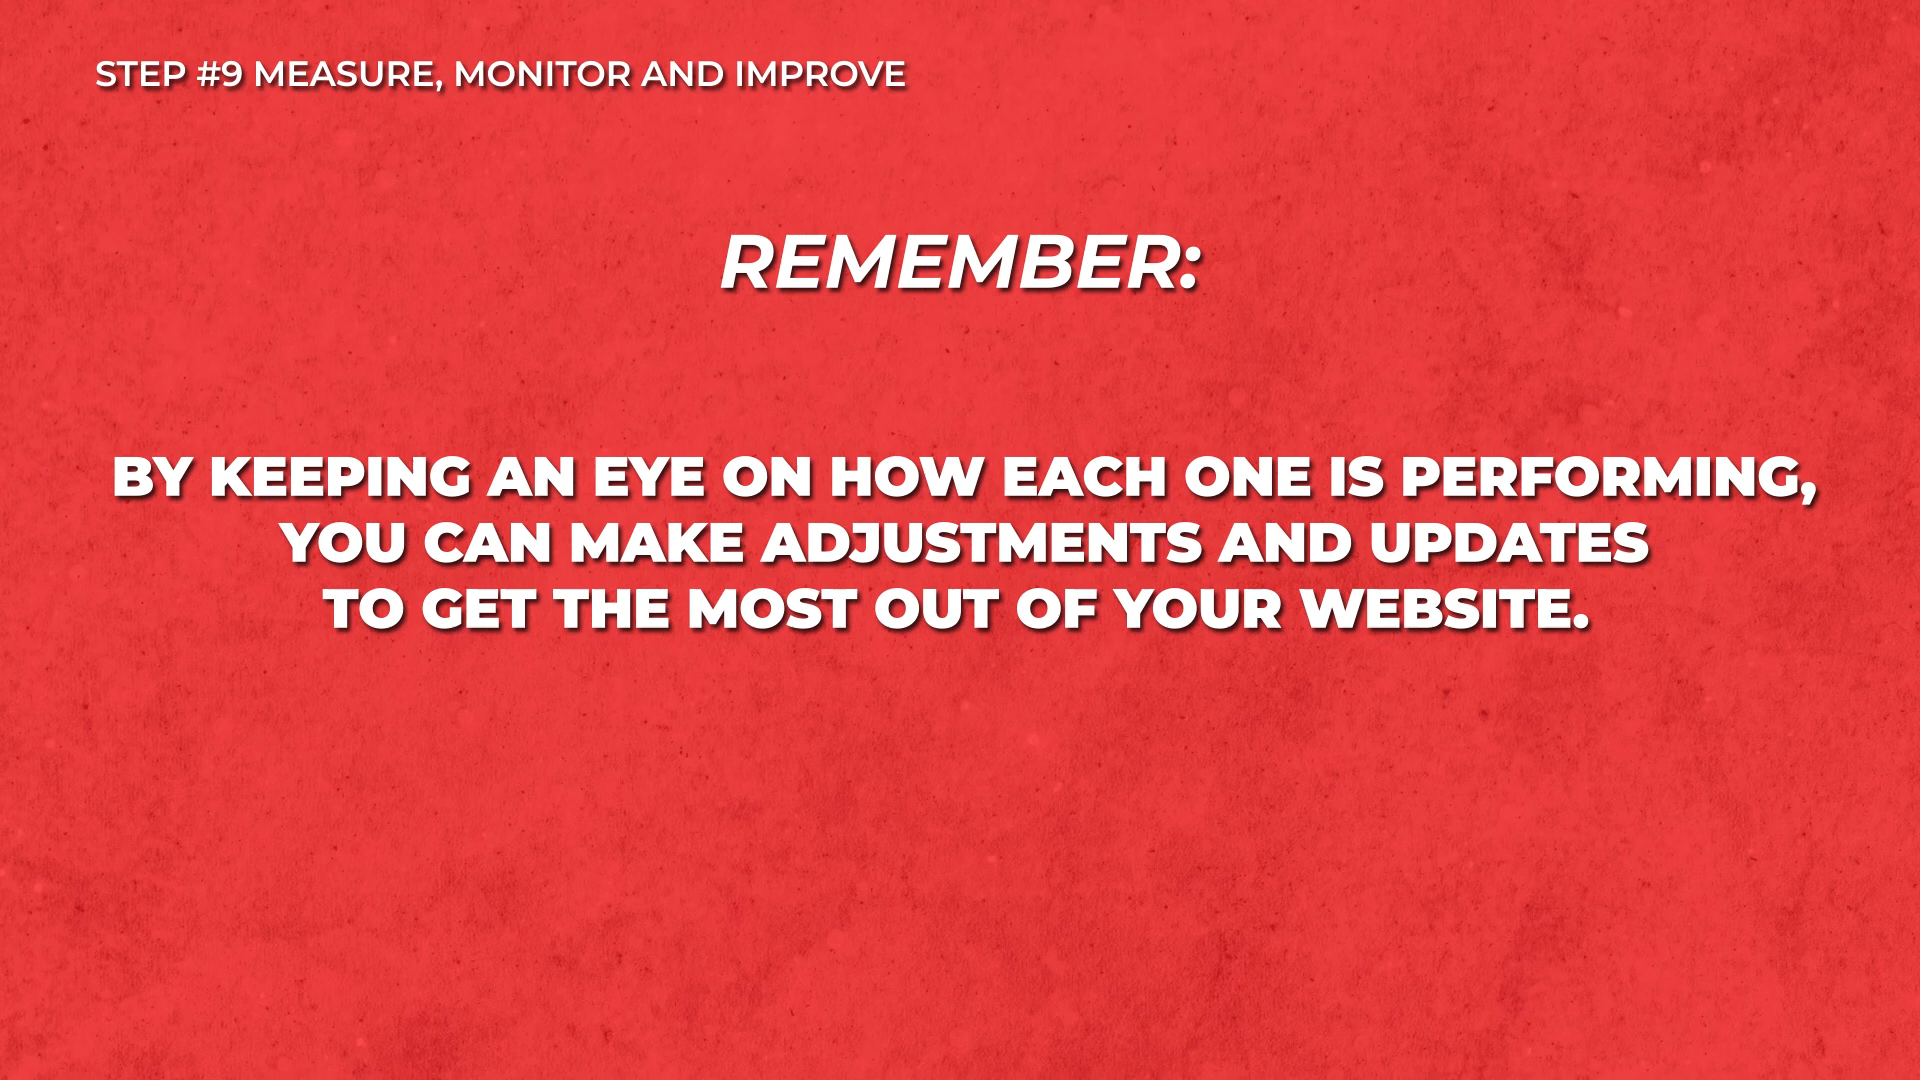 STEP #9 MEASURE, MONITOR AND IMPROVE
REMEMBER:
BY KEEPING AN EYE ON HOW EACH ONE IS PERFORMING,
YOU CAN MAKE ADJUSTMENTS AND UPDATES
TO GET THE MOST OUT OF YOUR WEBSITE.